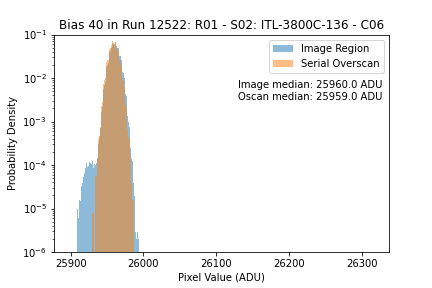 Bias 40 in Run 12522: R01 - S02: ITL-3800C-136 - C06
Image Region
Serial Overscan
Image median: 25960.0 ADU
Oscan median: 25959.0 ADU
Probability Density
10⁻¹
10⁻²
10⁻³
10⁻⁴
10⁻⁵
10⁻⁶
25900 26000 26100 26200 26300
Pixel Value (ADU)